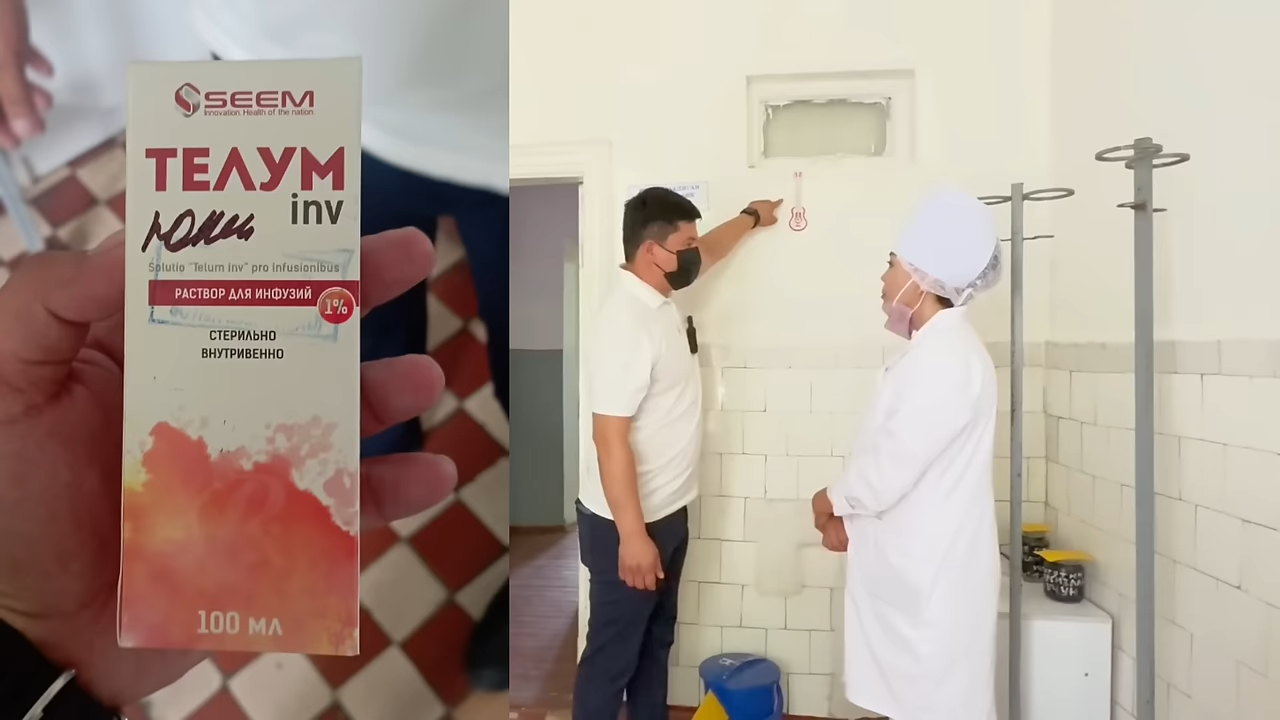 SEEM
Innovation. Health of the nation.
ТЕЛУМ
inv
Solutio "Telum inv" pro infusionibus
РАСТВОР ДЛЯ ИНФУЗИЙ
1%
СТЕРИЛЬНО
ВНУТРИВЕННО
100 МЛ